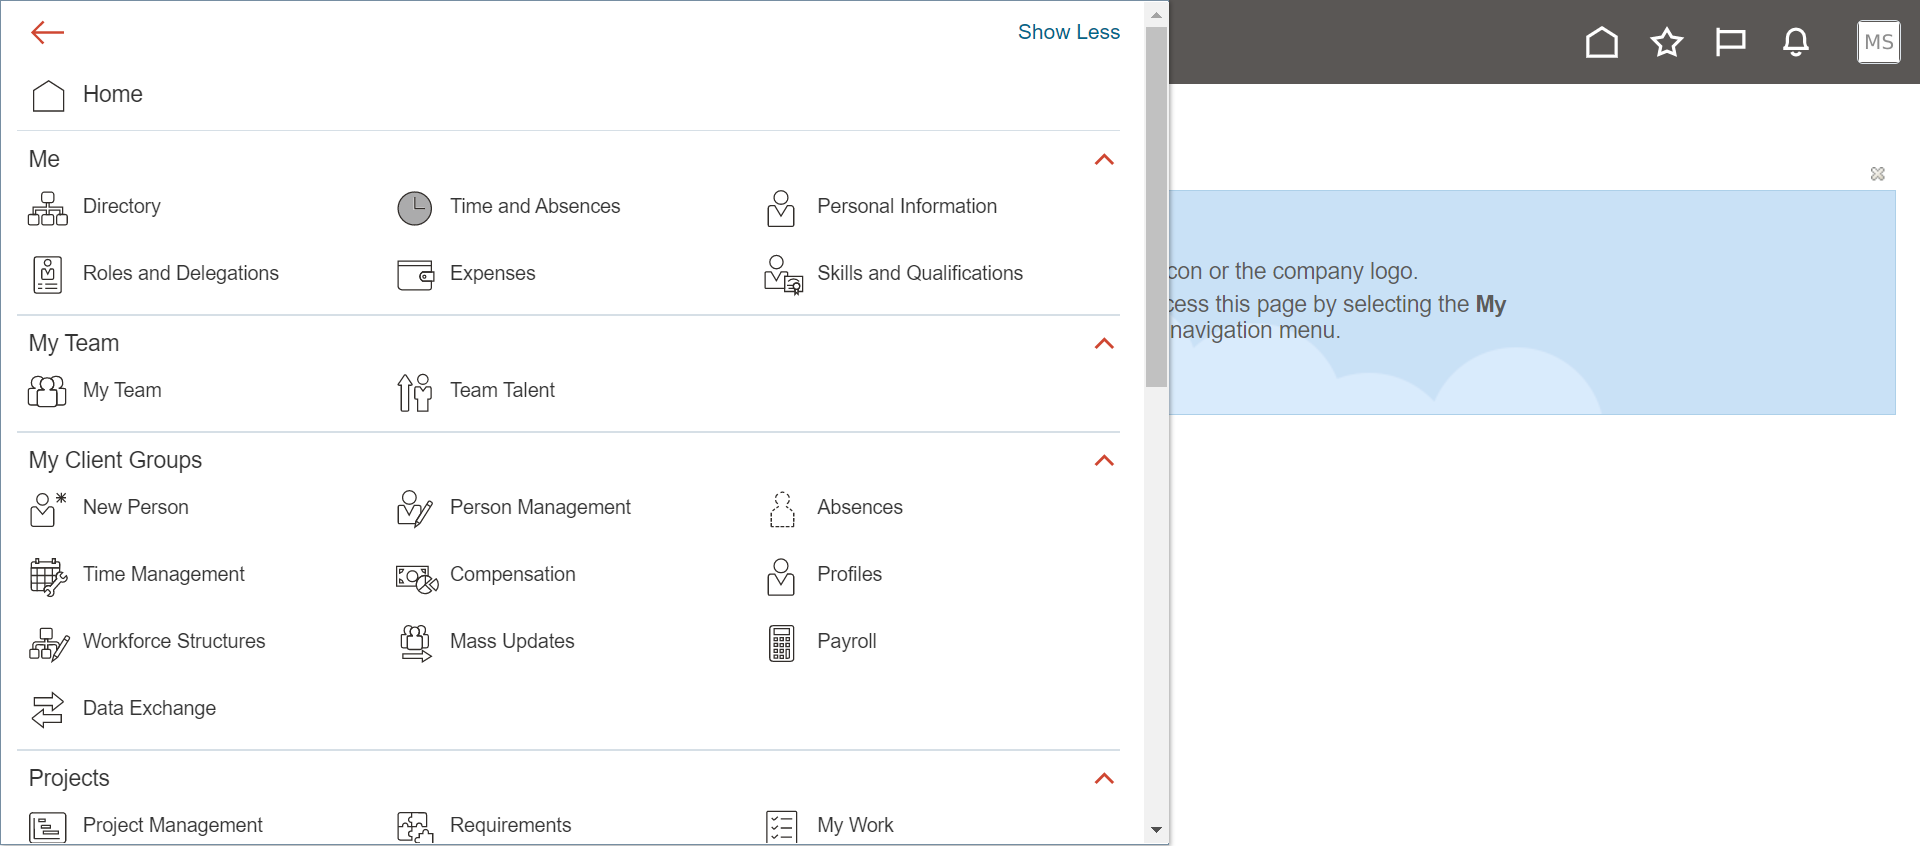 Show Less
MS
Home
Me
Directory
Time and Absences
Personal Information
Roles and Delegations
Expenses
Skills and Qualifications
My Team
My Team
Team Talent
My Client Groups
New Person
Person Management
Absences
Time Management
Compensation
Profiles
Workforce Structures
Mass Updates
Payroll
Data Exchange
Projects
Project Management
Requirements
My Work
con or the company logo.
cess this page by selecting the My
navigation menu.